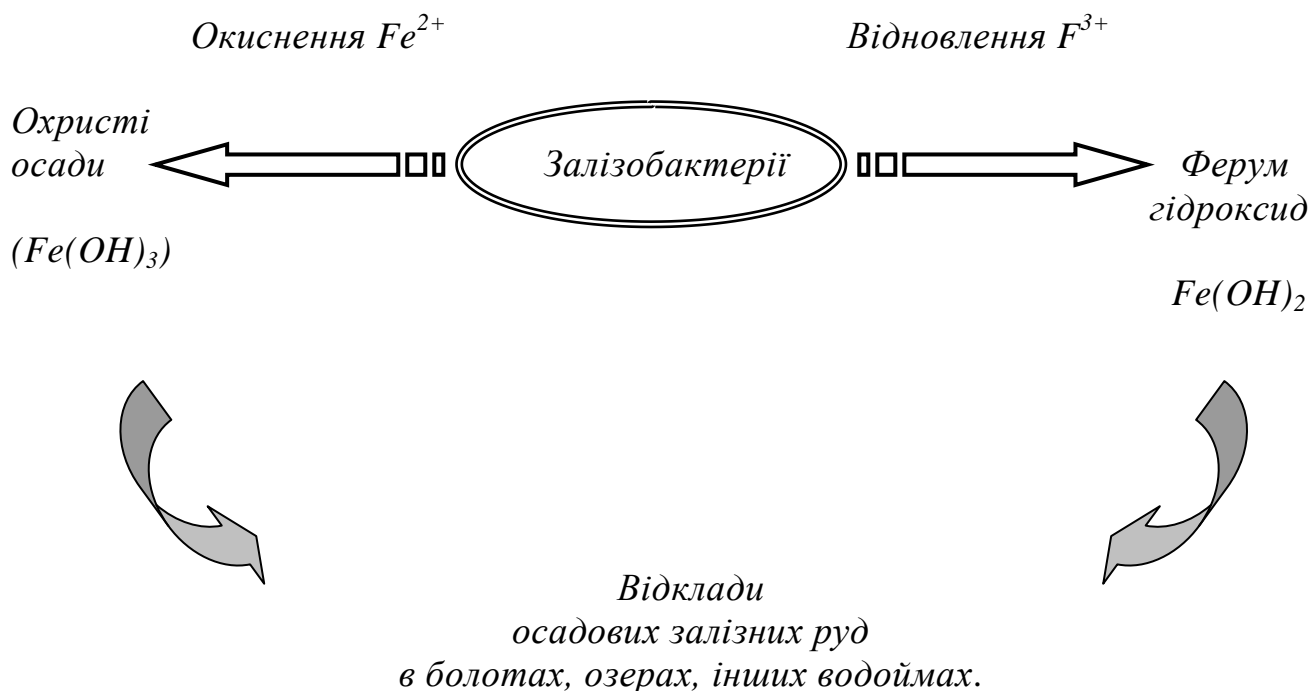 Окиснення Fe²⁺
Відновлення F³⁺
Охристі
осади
(Fe(OH)₃)
Залізобактерії
Ферум
гідроксид
Fe(OH)₂
Відклади
осадових залізних руд
в болотах, озерах, інших водоймах.